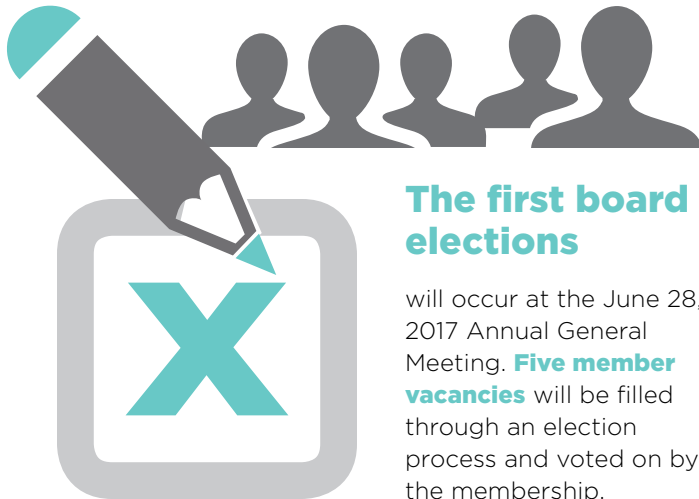 The first board
elections
will occur at the June 28,
2017 Annual General
Meeting. Five member
vacancies will be filled
through an election
process and voted on by
the membership.
X